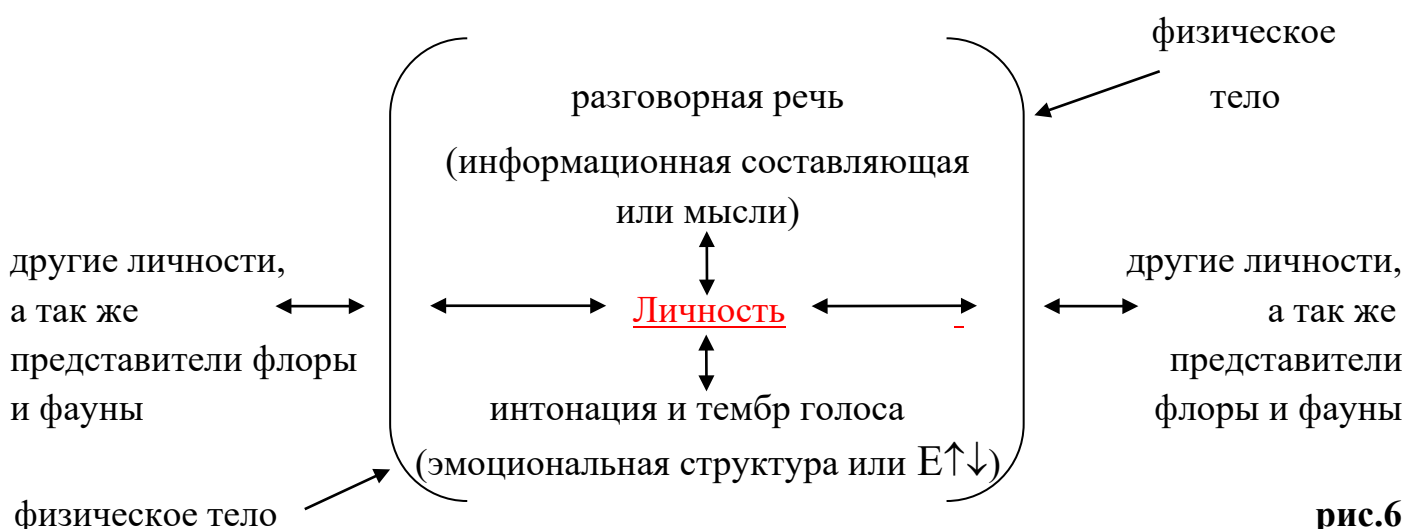 физическое
тело
разговорная речь
(информационная составляющая
или мысли)
другие личности,
а так же
представители флоры
и фауны
Личность
другие личности,
а так же
представители
флоры и фауны
интонация и тембр голоса
(эмоциональная структура или E↑↓)
физическое тело
рис.6